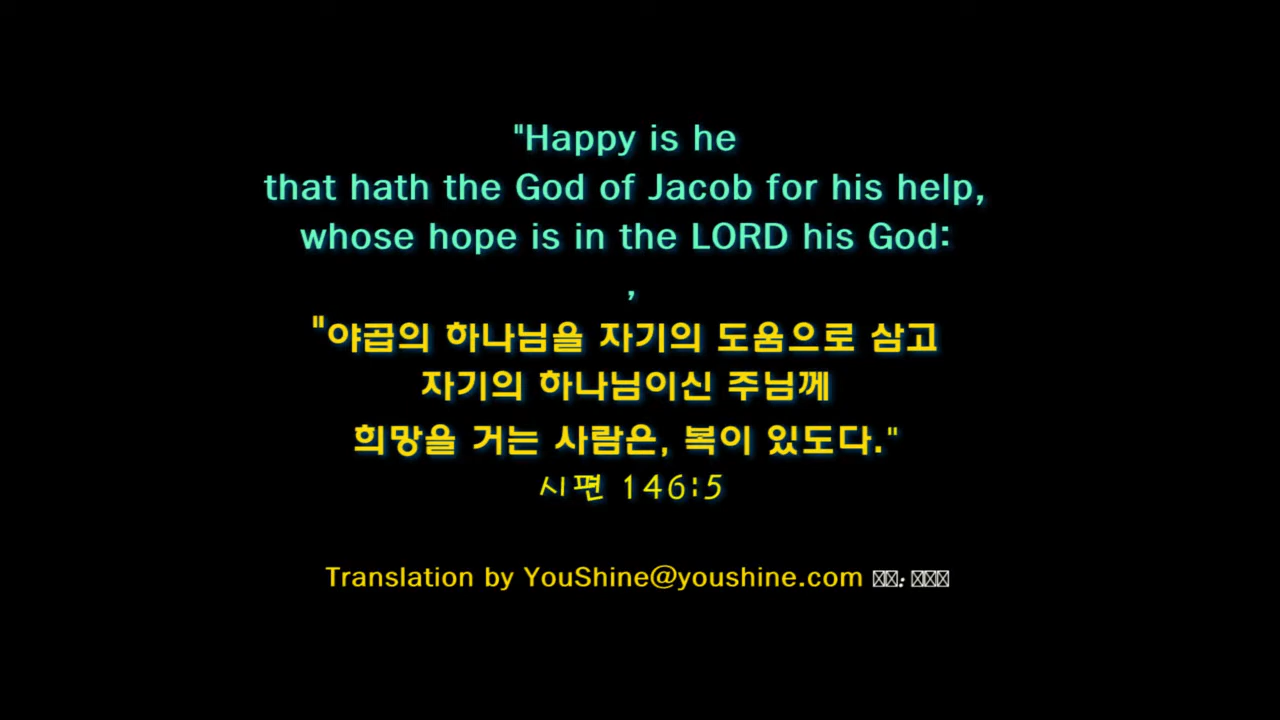 "Happy is he
that hath the God of Jacob for his help,
whose hope is in the LORD his God:
,
"야곱의 하나님을 자기의 도움으로 삼고
자기의 하나님이신 주님께
희망을 거는 사람은, 복이 있도다."
시편 146:5
Translation by YouShine@youshine.com